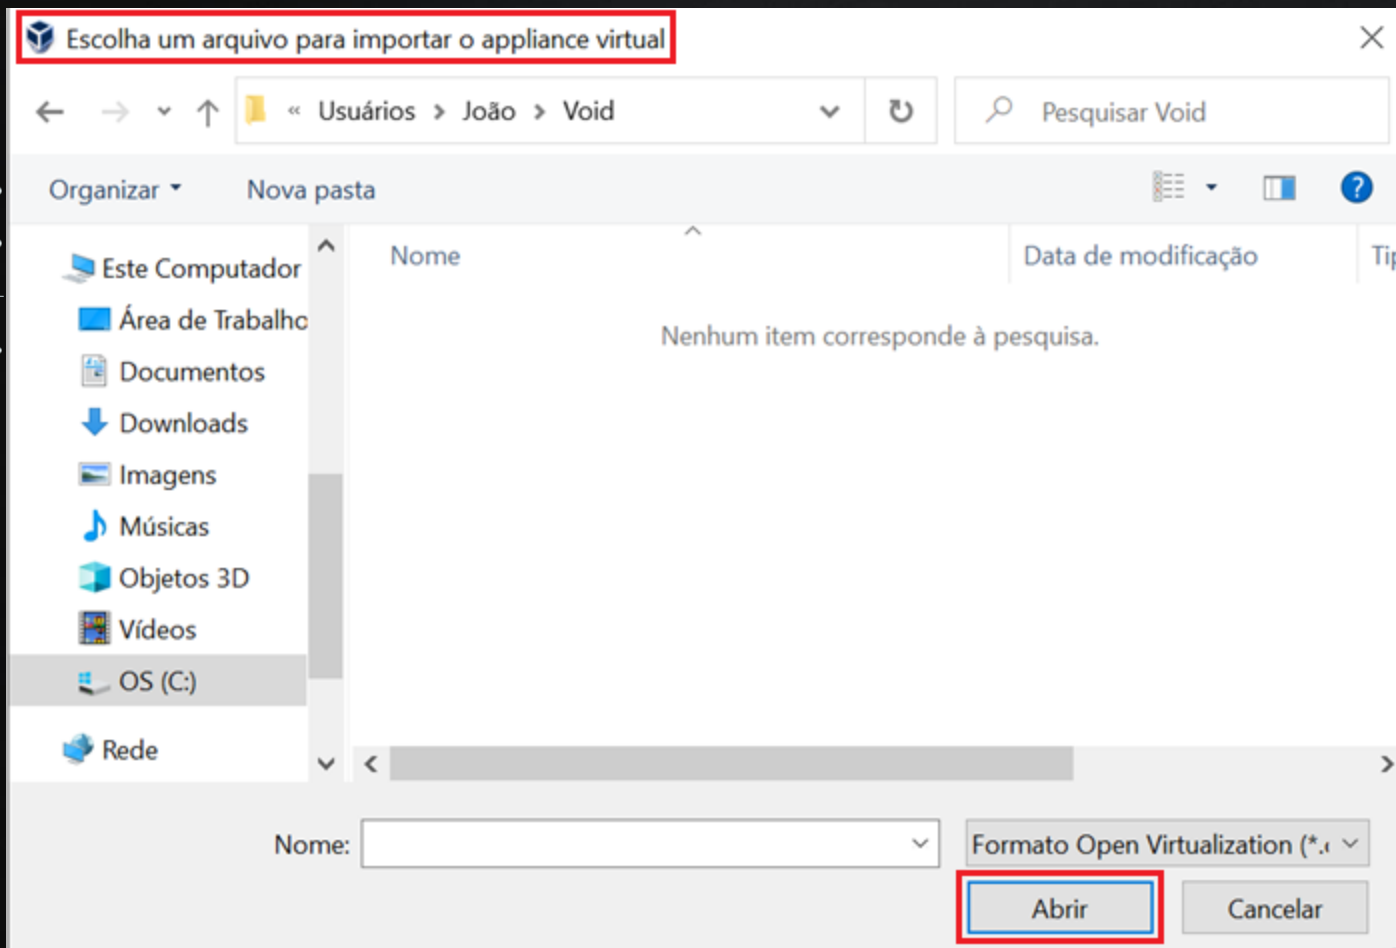 Escolha um arquivo para importar o appliance virtual
« Usuários > João > Void
Pesquisar Void
Organizar
Nova pasta
Este Computador
Área de Trabalho
Documentos
Downloads
Imagens
Músicas
Objetos 3D
Vídeos
OS (C:)
Rede
Nome
Data de modificação
Nenhum item corresponde à pesquisa.
Nome:
Formato Open Virtualization (*.
Abrir
Cancelar